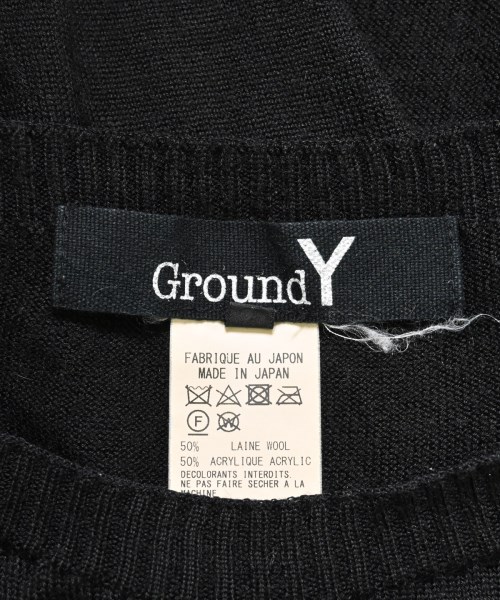 Ground Y
FABRIQUE AU JAPON
MADE IN JAPAN
F W
50% LAINE WOOL
50% ACRYLIQUE ACRYLIC
DECOLORANTS INTERDITS
NE PAS FAIRE SECHER A LA
MACHINE